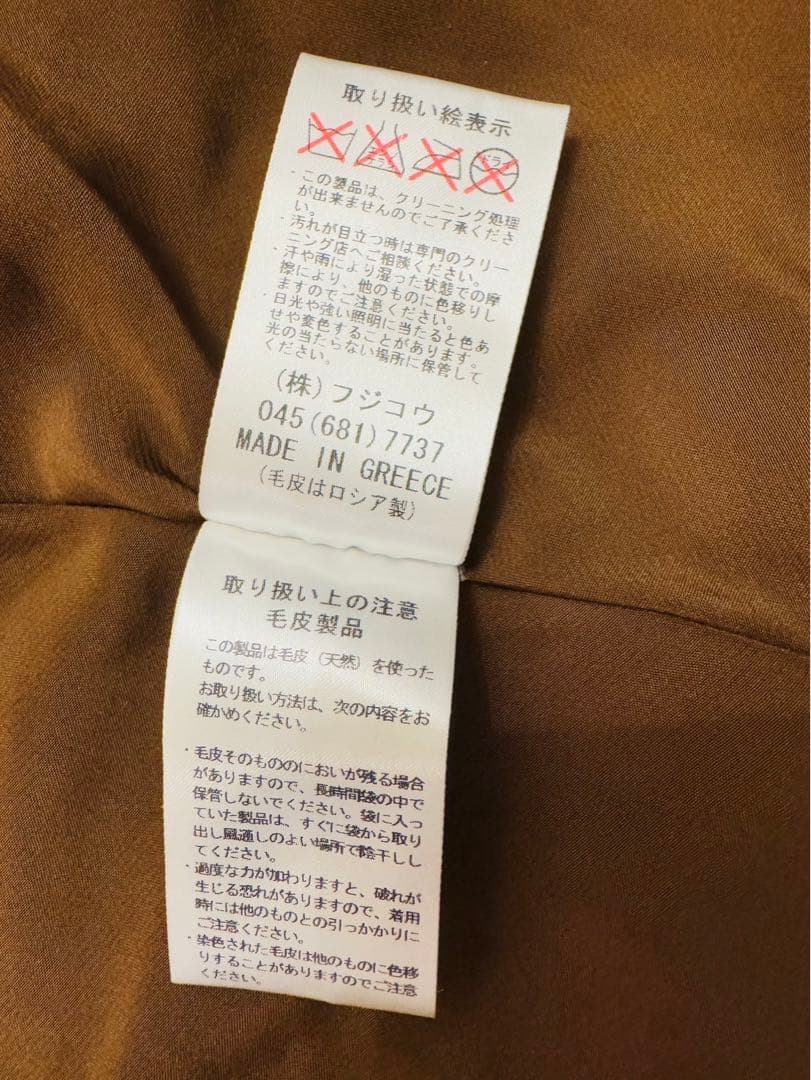 取り扱い絵表示
エンソ
ドライ
・この製品は、クリーニング処理
が出来ませんのでご了承くださ
い。
・汚れが目立つ時は専門のクリー
ニング店へご相談ください。
・汗や雨により湿った状態での摩
擦により、他のものに色移りし
ますのでご注意ください。
・日光や強い照明に当たると色あ
せや変色することがあります。
光の当たらない場所に保管して
ください。
(株)フジコウ
045(681)7737
MADE IN GREECE
(毛皮はロシア製)
取り扱い上の注意
毛皮製品
この製品は毛皮(天然)を使った
ものです。
お取り扱い方法は、次の内容をお
確かめください。
・毛皮そのもののにおいが残る場合
がありますので、長時間袋の中で
保管しないでください。袋に入っ
ていた製品は、すぐに袋から取り
出し風通しのよい場所で陰干しし
てください。
・過度な力が加わりますと、破れが
生じる恐れがありますので、着用
時には他のものとの引っかかりに
ご注意ください。
・染色された毛皮は他のものに色移
りすることがありますのでご注意
ください。